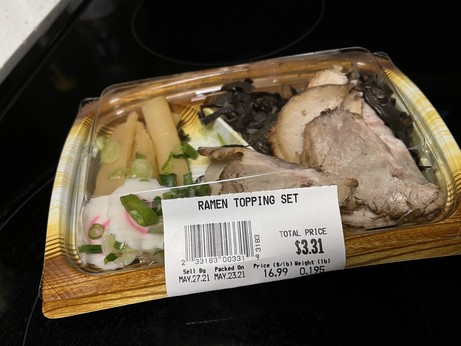 RAMEN TOPPING SET
TOTAL PRICE
$3.31
2 33183 00331 3183
Sell By Packed On Price ($/lb) Weight (lb)
MAY.27.21 MAY.23.21 16.99 0.195